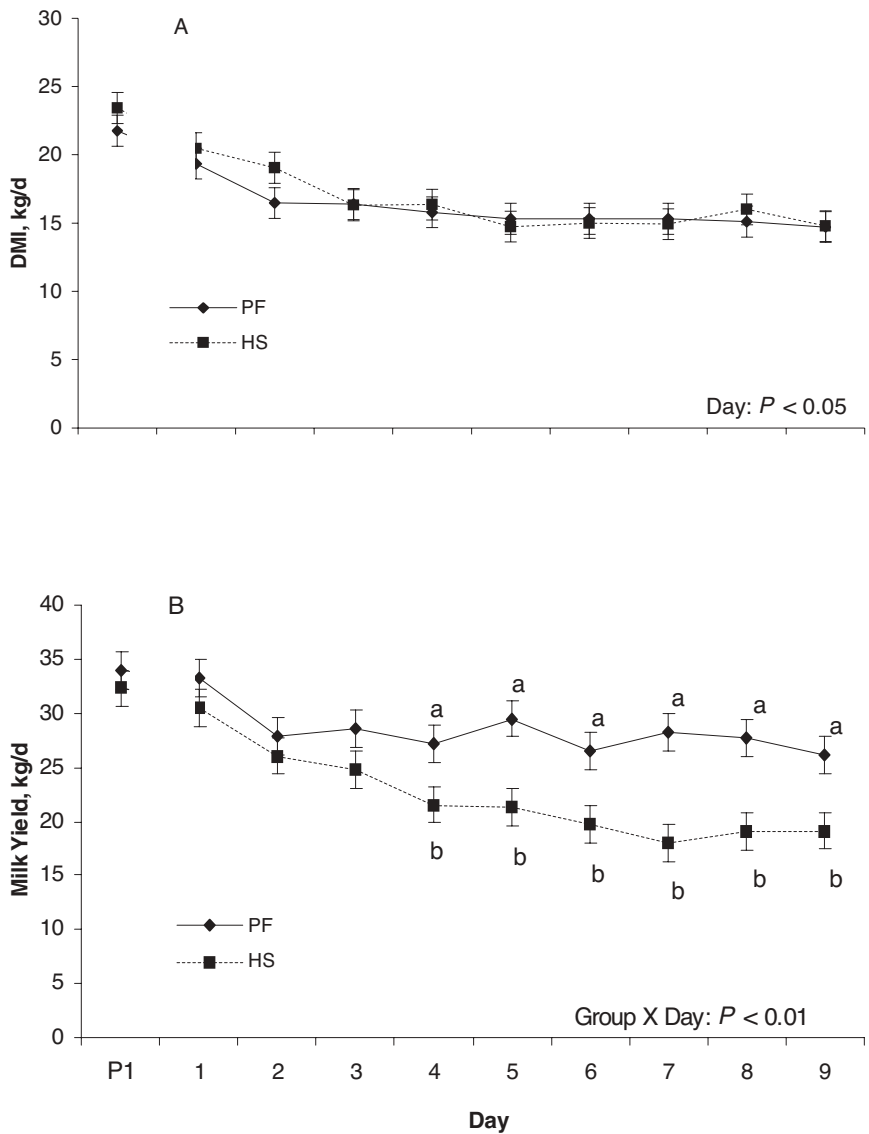 A
30
25
20
15
10
5
0
DMI, kg/d
PF
HS
Day: P < 0.05
B
40
35
30
25
20
15
10
5
0
Milk Yield, kg/d
a
a
a
a
a
a
b
b
b
b
b
b
PF
HS
Group X Day: P < 0.01
P1 1 2 3 4 5 6 7 8 9
Day